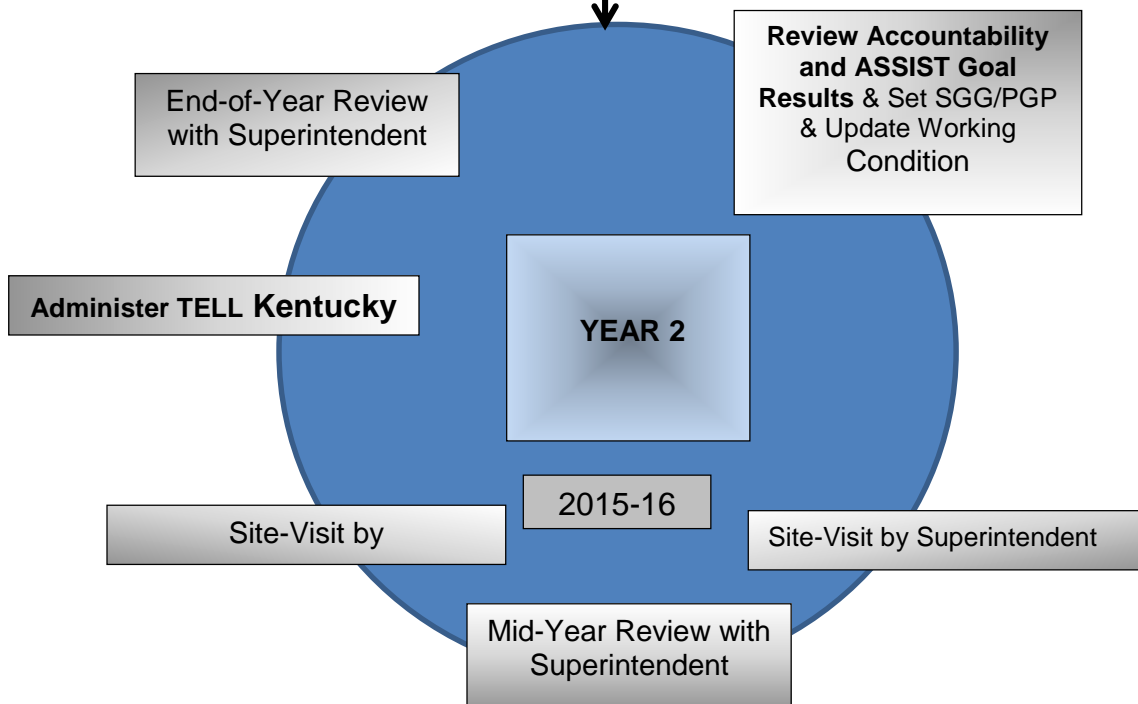 Review Accountability
and ASSIST Goal
Results & Set SGG/PGP
& Update Working
Condition
End-of-Year Review
with Superintendent
Administer TELL Kentucky
YEAR 2
2015-16
Site-Visit by
Site-Visit by Superintendent
Mid-Year Review with
Superintendent